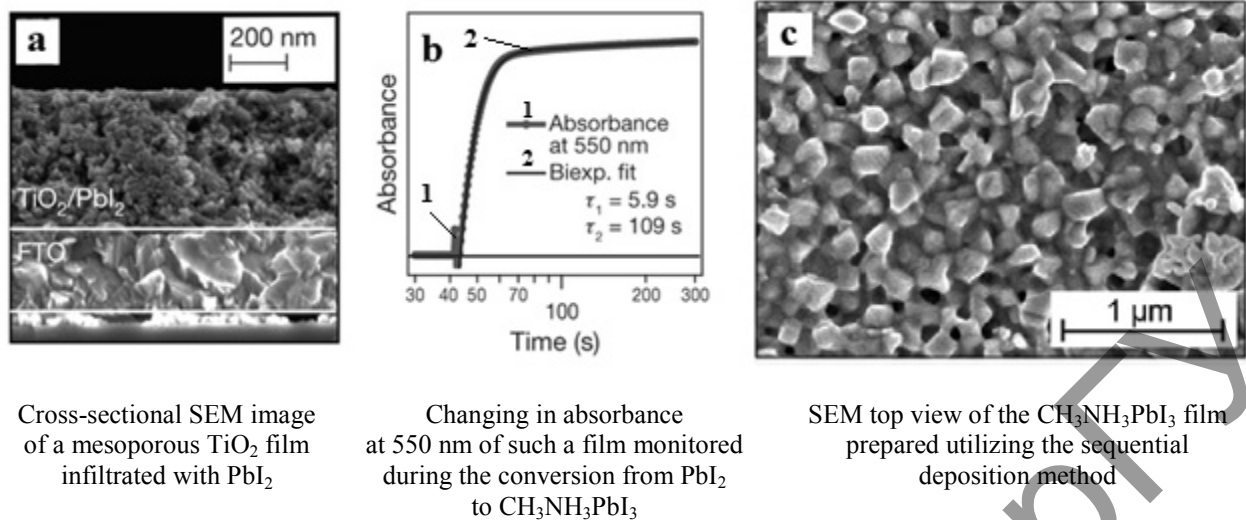 a
200 nm
TiO₂/PbI₂
FTO
b
2
1
Absorbance
at 550 nm
2
Biexp. fit
τ₁ = 5.9 s
τ₂ = 109 s
1
Absorbance
30 40 50 70 100 200 300
Time (s)
c
1 μm
Cross-sectional SEM image
of a mesoporous TiO₂ film
infiltrated with PbI₂
Changing in absorbance
at 550 nm of such a film monitored
during the conversion from PbI₂
to CH₃NH₃PbI₃
SEM top view of the CH₃NH₃PbI₃ film
prepared utilizing the sequential
deposition method